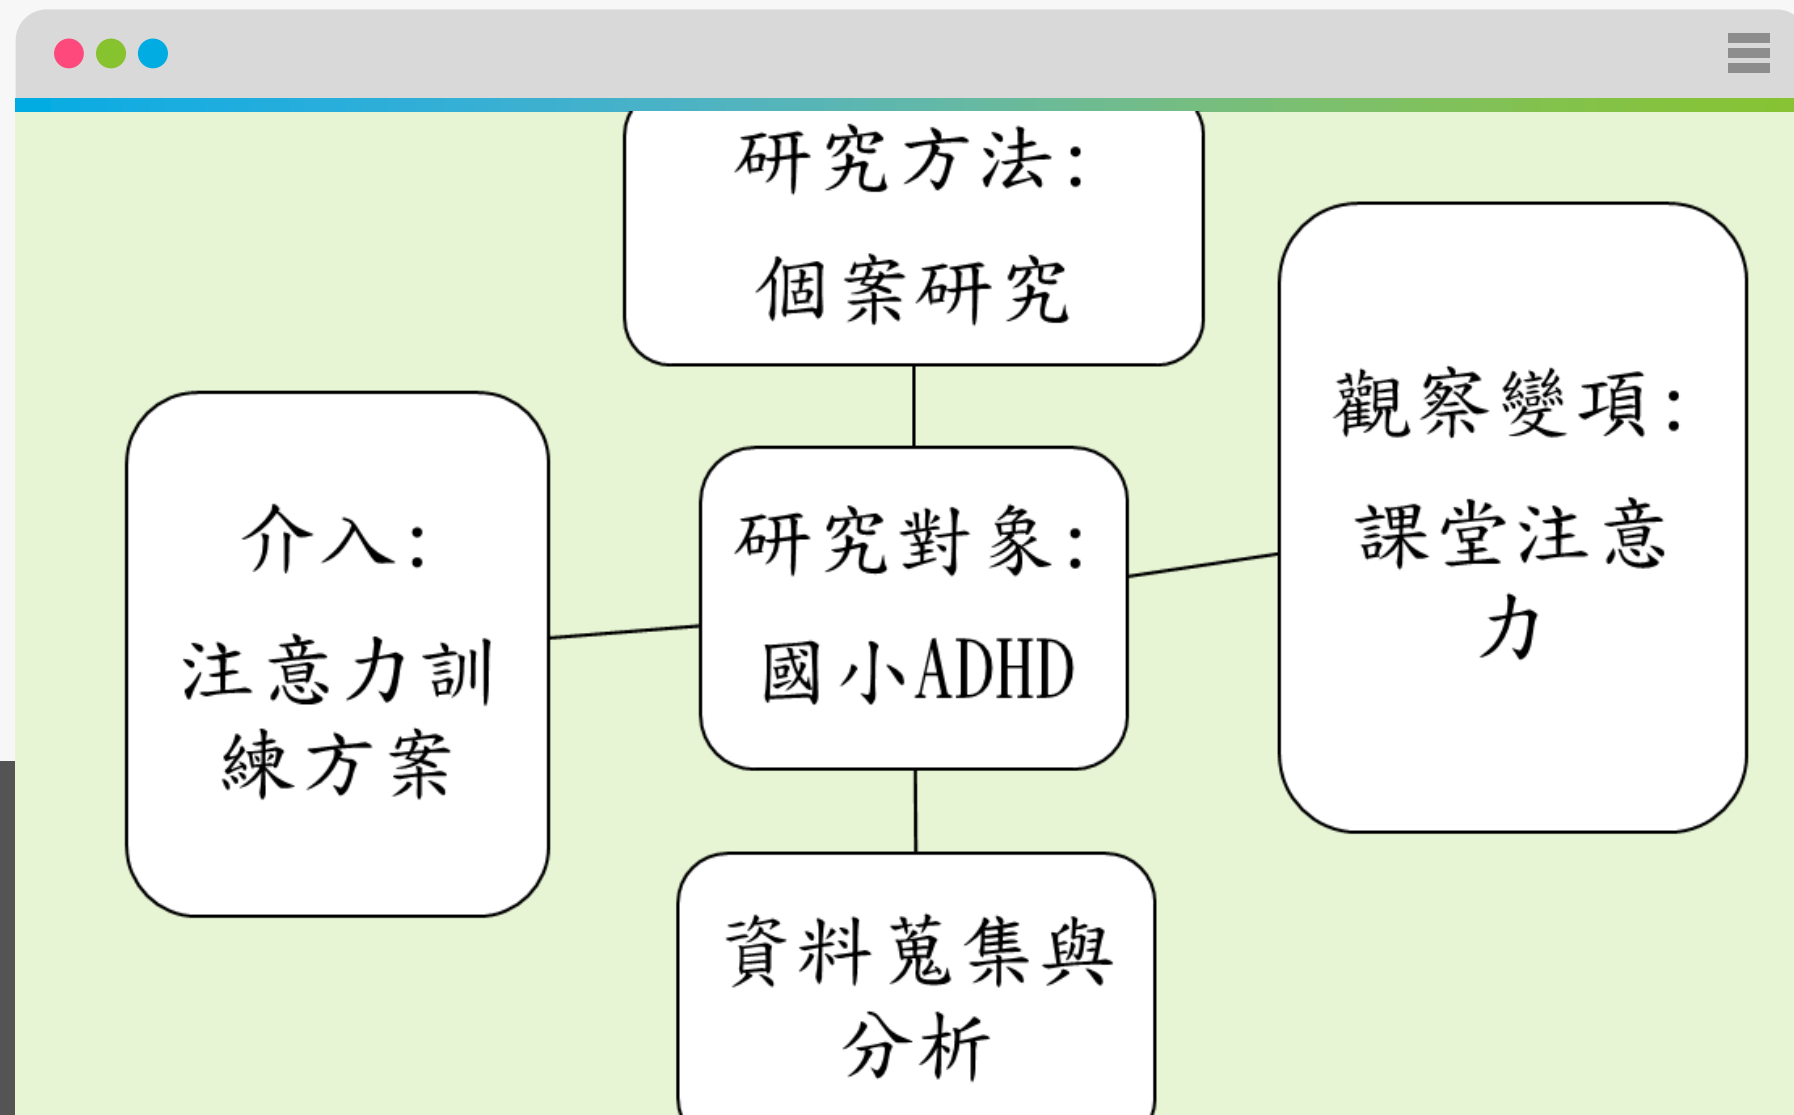 研究方法:
個案研究
介入:
注意力訓
練方案
研究對象:
國小ADHD
觀察變項:
課堂注意
力
資料蒐集與
分析